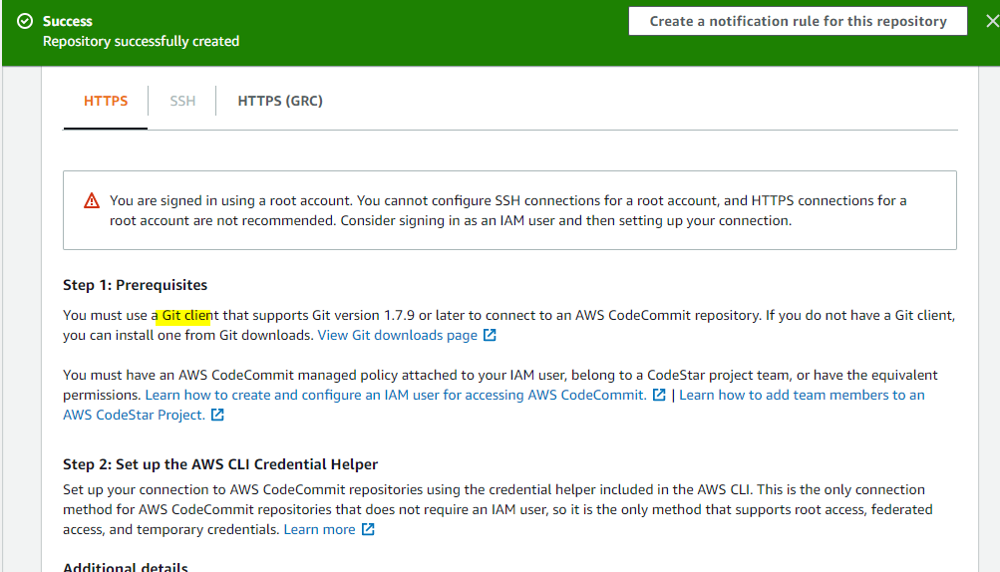 Success
Repository successfully created
Create a notification rule for this repository
HTTPS
SSH
HTTPS (GRC)
You are signed in using a root account. You cannot configure SSH connections for a root account, and HTTPS connections for a
root account are not recommended. Consider signing in as an IAM user and then setting up your connection.
Step 1: Prerequisites
You must use a Git client that supports Git version 1.7.9 or later to connect to an AWS CodeCommit repository. If you do not have a Git client,
you can install one from Git downloads. View Git downloads page
You must have an AWS CodeCommit managed policy attached to your IAM user, belong to a CodeStar project team, or have the equivalent
permissions. Learn how to create and configure an IAM user for accessing AWS CodeCommit. | Learn how to add team members to an
AWS CodeStar Project.
Step 2: Set up the AWS CLI Credential Helper
Set up your connection to AWS CodeCommit repositories using the credential helper included in the AWS CLI. This is the only connection
method for AWS CodeCommit repositories that does not require an IAM user, so it is the only method that supports root access, federated
access, and temporary credentials. Learn more
Additional details